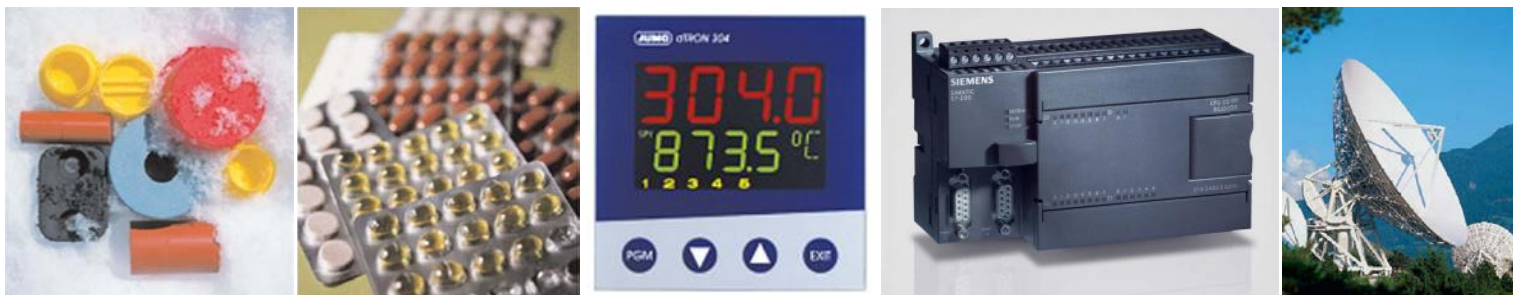 JUMO dTRON 304
304.0
SP1
873.5 °C
1 2 3 4 5
PGM
EXIT
SIEMENS
SIMATIC
S7-200